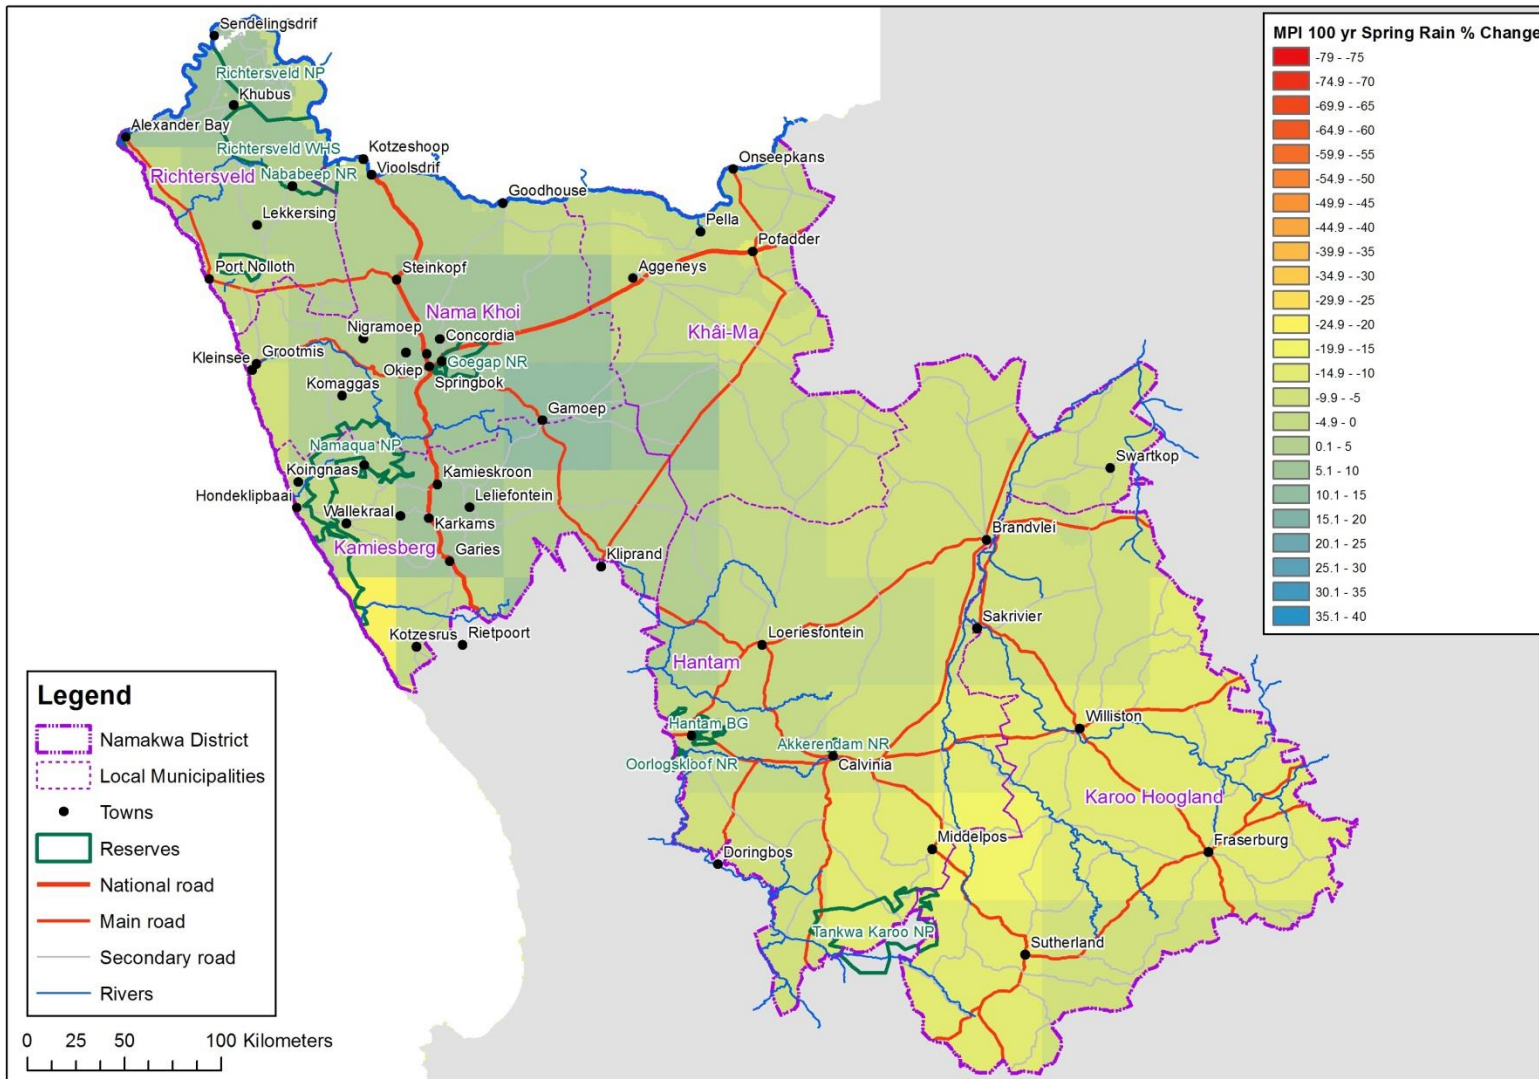 Sendelingsdrif
Richtersveld NP
Khubus
Alexander Bay
Richtersveld WHS
Kotzeshoop
Vioolsdrif
Richtersveld
Nababeep NR
Goodhouse
Onseepkans
Lekkersing
Pella
Pofadder
Port Nolloth
Steinkopf
Aggeneys
Nama Khoi
Khâi-Ma
Nigramoep
Concordia
Kleinsee
Grootmis
Okiep
Goegap NR
Springbok
Komaggas
Gamoep
Namaqua NP
Koingnaas
Kamieskroon
Swartkop
Hondeklipbaai
Leliefontein
Wallekraal
Karkams
Kamiesberg
Garies
Kliprand
Brandvlei
Kotzesrus
Rietpoort
Loeriesfontein
Sakrivier
Hantam
Hantam BG
Williston
Akkerendam NR
Oorlogskloof NR
Calvinia
Karoo Hoogland
Middelpos
Fraserburg
Doringbos
Tankwa Karoo NP
Sutherland
MPI 100 yr Spring Rain % Change
-79 - -75
-74.9 - -70
-69.9 - -65
-64.9 - -60
-59.9 - -55
-54.9 - -50
-49.9 - -45
-44.9 - -40
-39.9 - -35
-34.9 - -30
-29.9 - -25
-24.9 - -20
-19.9 - -15
-14.9 - -10
-9.9 - -5
-4.9 - 0
0.1 - 5
5.1 - 10
10.1 - 15
15.1 - 20
20.1 - 25
25.1 - 30
30.1 - 35
35.1 - 40
Legend
Namakwa District
Local Municipalities
Towns
Reserves
National road
Main road
Secondary road
Rivers
0 25 50 100 Kilometers